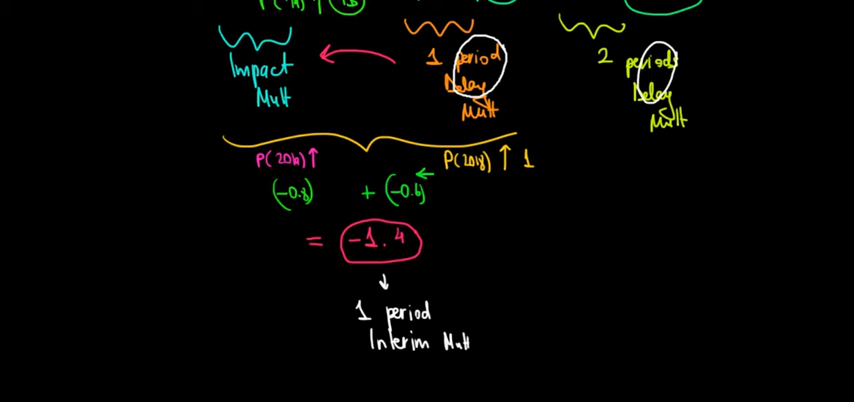 Impact
Mult
1 period
Delay
Mult
2 periods
Delay
Mult
P(2019)↑
P(2018)↑ 1
(-0.8) + (-0.6)
= -1.4
↓
1 period
Interim Mult